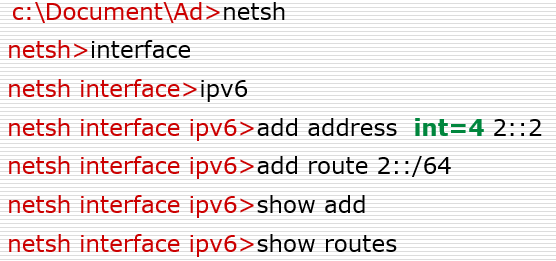 c:\Document\Ad>netsh
netsh>interface
netsh interface>ipv6
netsh interface ipv6>add address int=4 2::2
netsh interface ipv6>add route 2::/64
netsh interface ipv6>show add
netsh interface ipv6>show routes